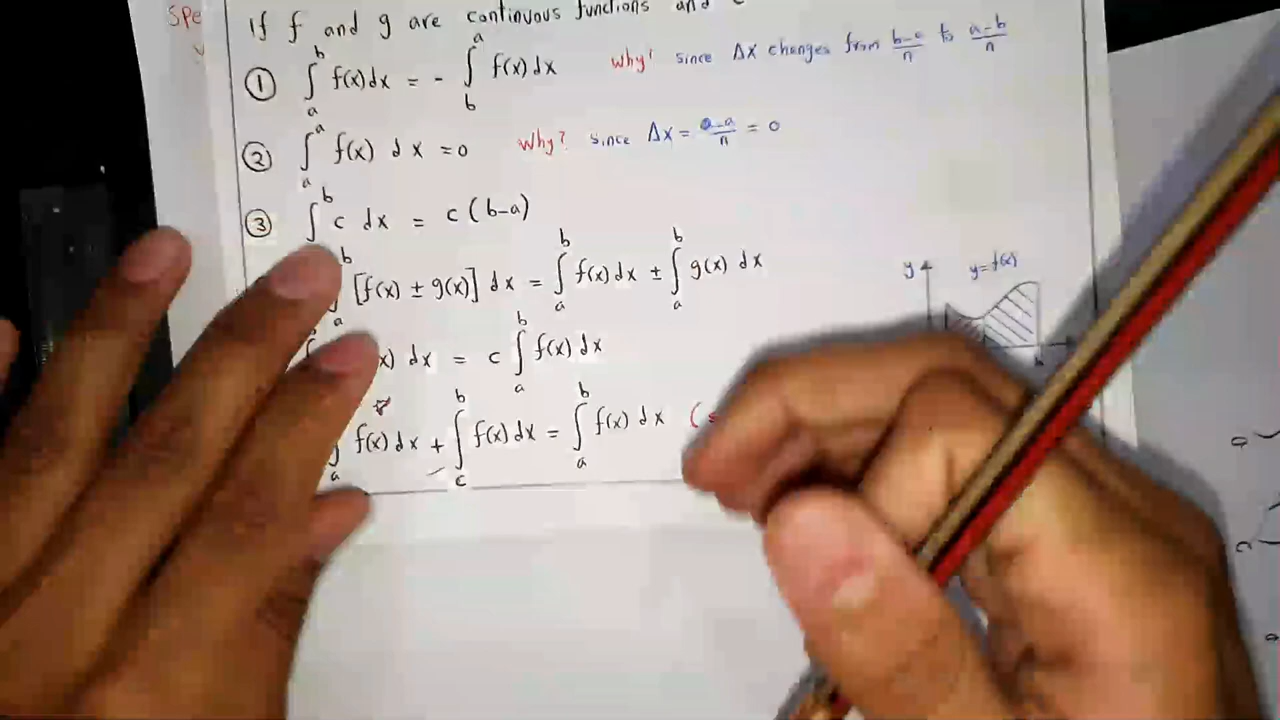 Spe
If f and g are continuous functions and
① ∫_a^b f(x)dx = - ∫_b^a f(x)dx why? since Δx changes from (b-a)/n to (a-b)/n
② ∫_a^a f(x) dx = 0 Why? since Δx = (a-a)/n = 0
③ ∫^b c dx = c(b-a)
∫_a^b [f(x) ± g(x)] dx = ∫_a^b f(x)dx ± ∫_a^b g(x) dx
y y=f(x)
x) dx = c ∫_a^b f(x)dx
∫_a f(x)dx + ∫_c^b f(x)dx = ∫_a^b f(x)dx (